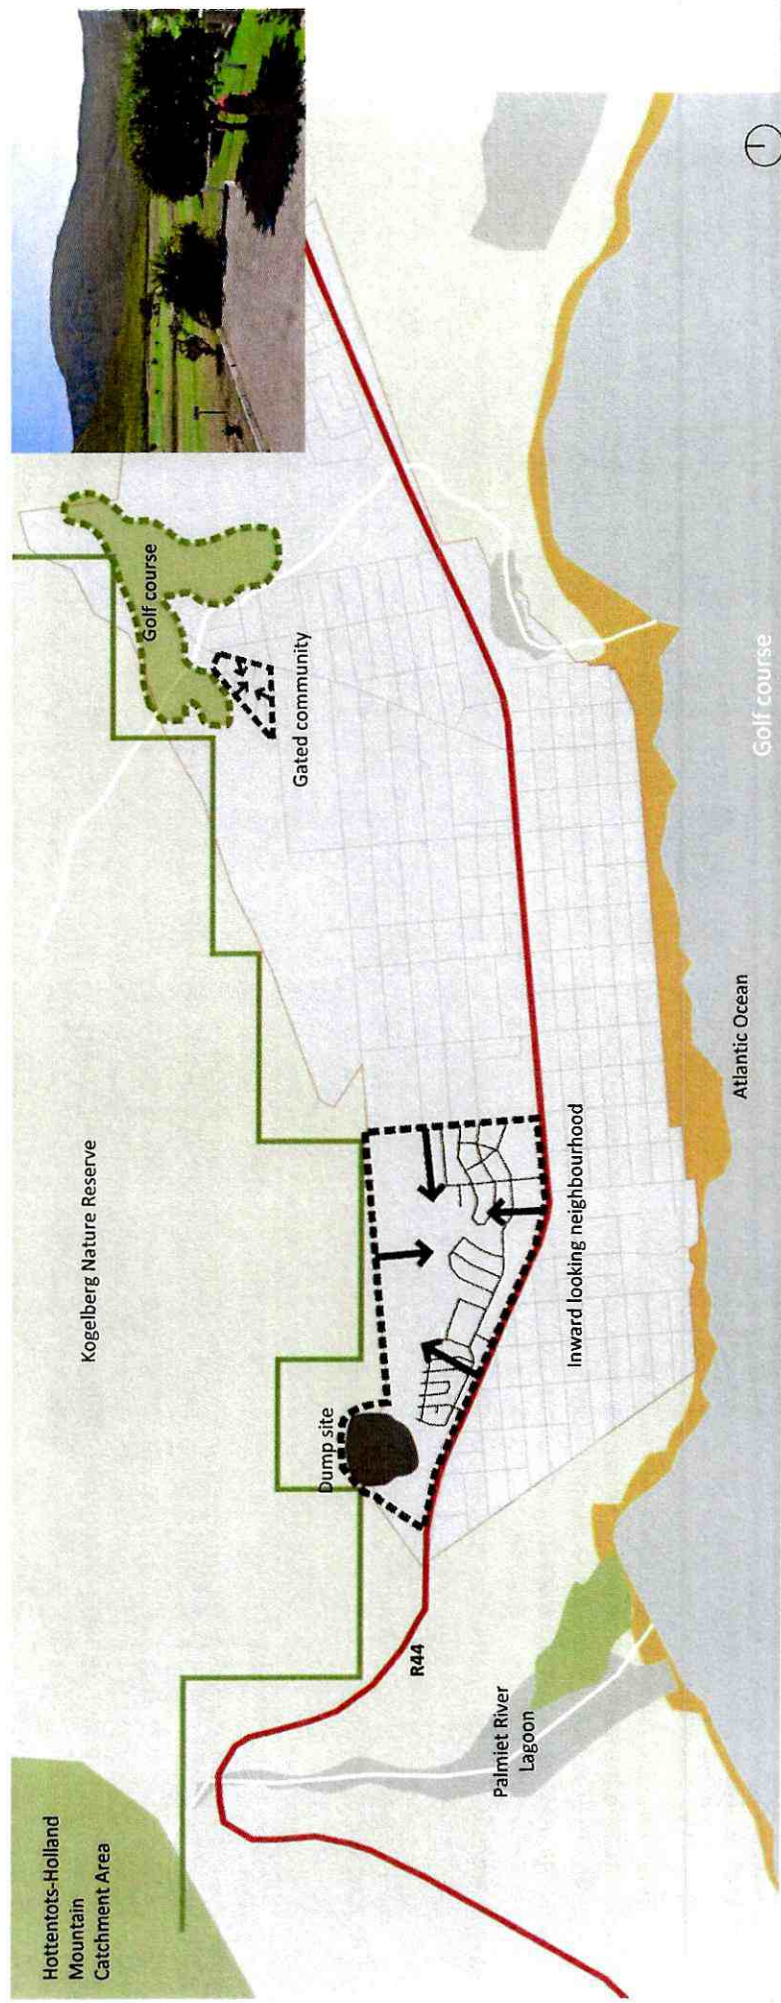 Hottentots-Holland
Mountain
Catchment Area
Kogelberg Nature Reserve
Golf course
Gated community
Dump site
R44
Palmiet River
Lagoon
Inward looking neighbourhood
Atlantic Ocean
Golf course